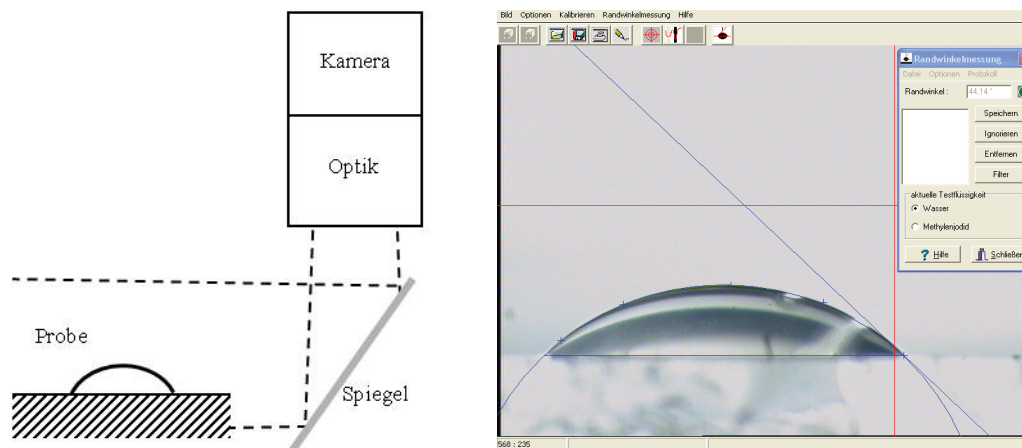 Kamera
Optik
Probe
Spiegel
Bild Optionen Kalibrieren Randwinkelmessung Hilfe
Randwinkelmessung
Datei Optionen Protokoll
Randwinkel : 44,14 °
Speichern
Ignorieren
Entfernen
Filter
aktuelle Testflüssigkeit
Wasser
Methylenjodid
? Hilfe Schließen
568 : 235